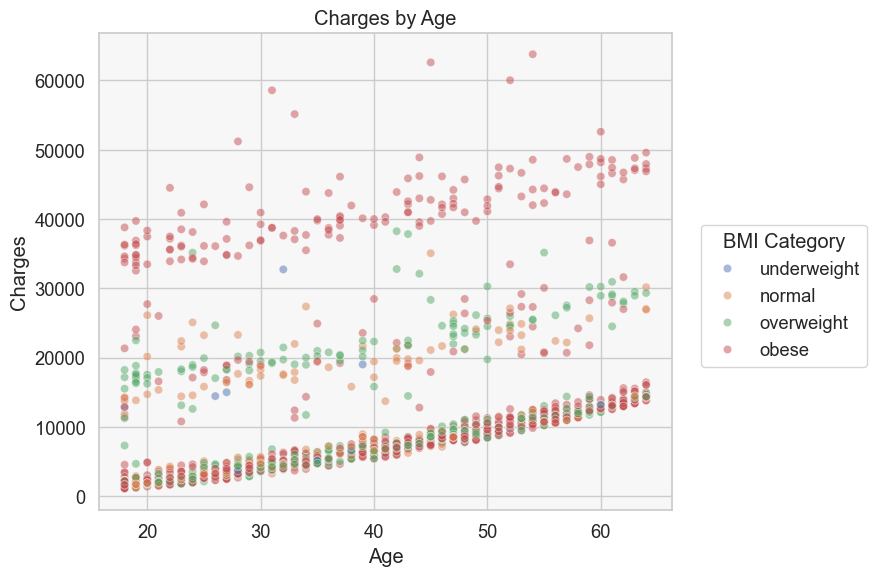 Charges by Age
Charges
60000
50000
40000
30000
20000
10000
0
20
30
40
50
60
Age
BMI Category
underweight
normal
overweight
obese